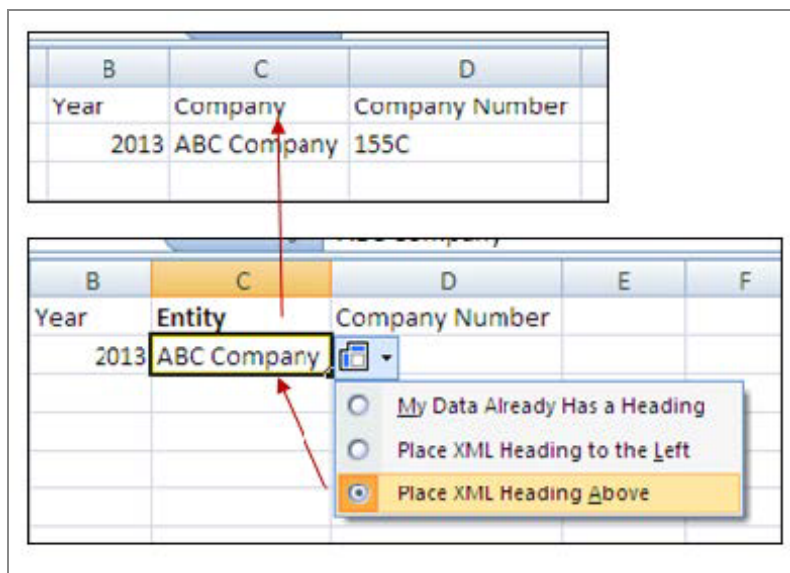 B C D
Year Company Company Number
2013 ABC Company 155C
B C D E F
Year Entity Company Number
2013 ABC Company
My Data Already Has a Heading
Place XML Heading to the Left
Place XML Heading Above